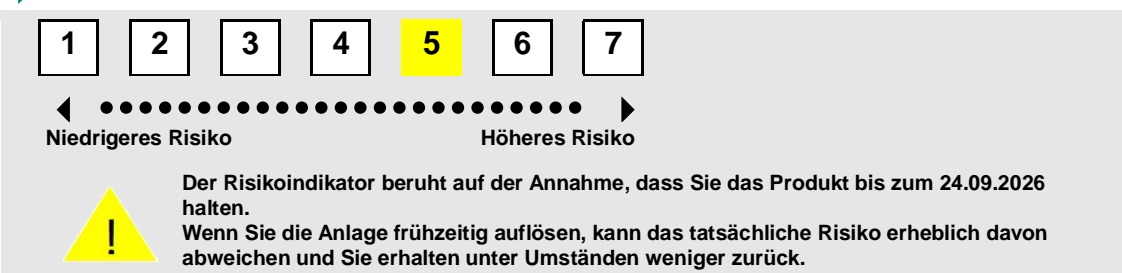 1 2 3 4 5 6 7
Niedrigeres Risiko Höheres Risiko
Der Risikoindikator beruht auf der Annahme, dass Sie das Produkt bis zum 24.09.2026
halten.
! Wenn Sie die Anlage frühzeitig auflösen, kann das tatsächliche Risiko erheblich davon
abweichen und Sie erhalten unter Umständen weniger zurück.